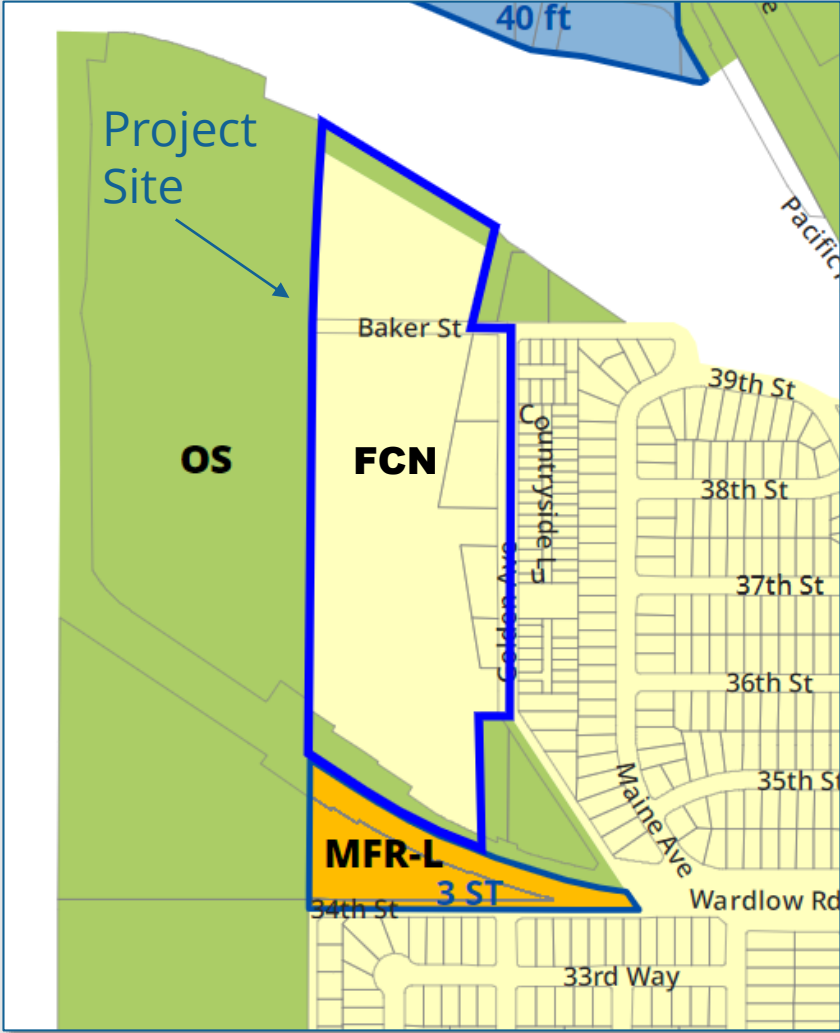 40 ft
e
Project
Site
Pacific
Baker St
39th St
OS
FCN
Countryside Ln
38th St
37th St
Golden Ave
36th St
35th St
Maine Ave
MFR-L
3 ST
Wardlow Rd
34th St
33rd Way